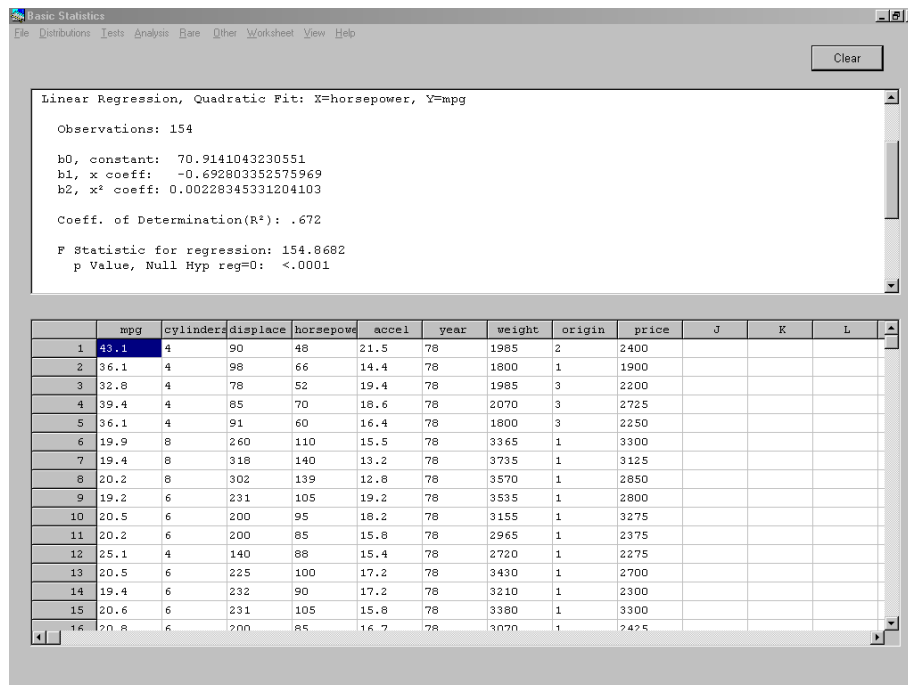 Basic Statistics
File Distributions Tests Analysis Rare Other Worksheet View Help
Clear
Linear Regression, Quadratic Fit: X=horsepower, Y=mpg
Observations: 154
b0, constant: 70.9141043230551
b1, x coeff: -0.692803352575969
b2, x² coeff: 0.00228345331204103
Coeff. of Determination(R²): .672
F Statistic for regression: 154.8682
p Value, Null Hyp reg=0: <.0001
mpg cylinders displace horsepowe accel year weight origin price J K L
1 43.1 4 90 48 21.5 78 1985 2 2400
2 36.1 4 98 66 14.4 78 1800 1 1900
3 32.8 4 78 52 19.4 78 1985 3 2200
4 39.4 4 85 70 18.6 78 2070 3 2725
5 36.1 4 91 60 16.4 78 1800 3 2250
6 19.9 8 260 110 15.5 78 3365 1 3300
7 19.4 8 318 140 13.2 78 3735 1 3125
8 20.2 8 302 139 12.8 78 3570 1 2850
9 19.2 6 231 105 19.2 78 3535 1 2800
10 20.5 6 200 95 18.2 78 3155 1 3275
11 20.2 6 200 85 15.8 78 2965 1 2375
12 25.1 4 140 88 15.4 78 2720 1 2275
13 20.5 6 225 100 17.2 78 3430 1 2700
14 19.4 6 232 90 17.2 78 3210 1 2300
15 20.6 6 231 105 15.8 78 3380 1 3300
16 20.8 6 200 85 16.7 78 3070 1 2425